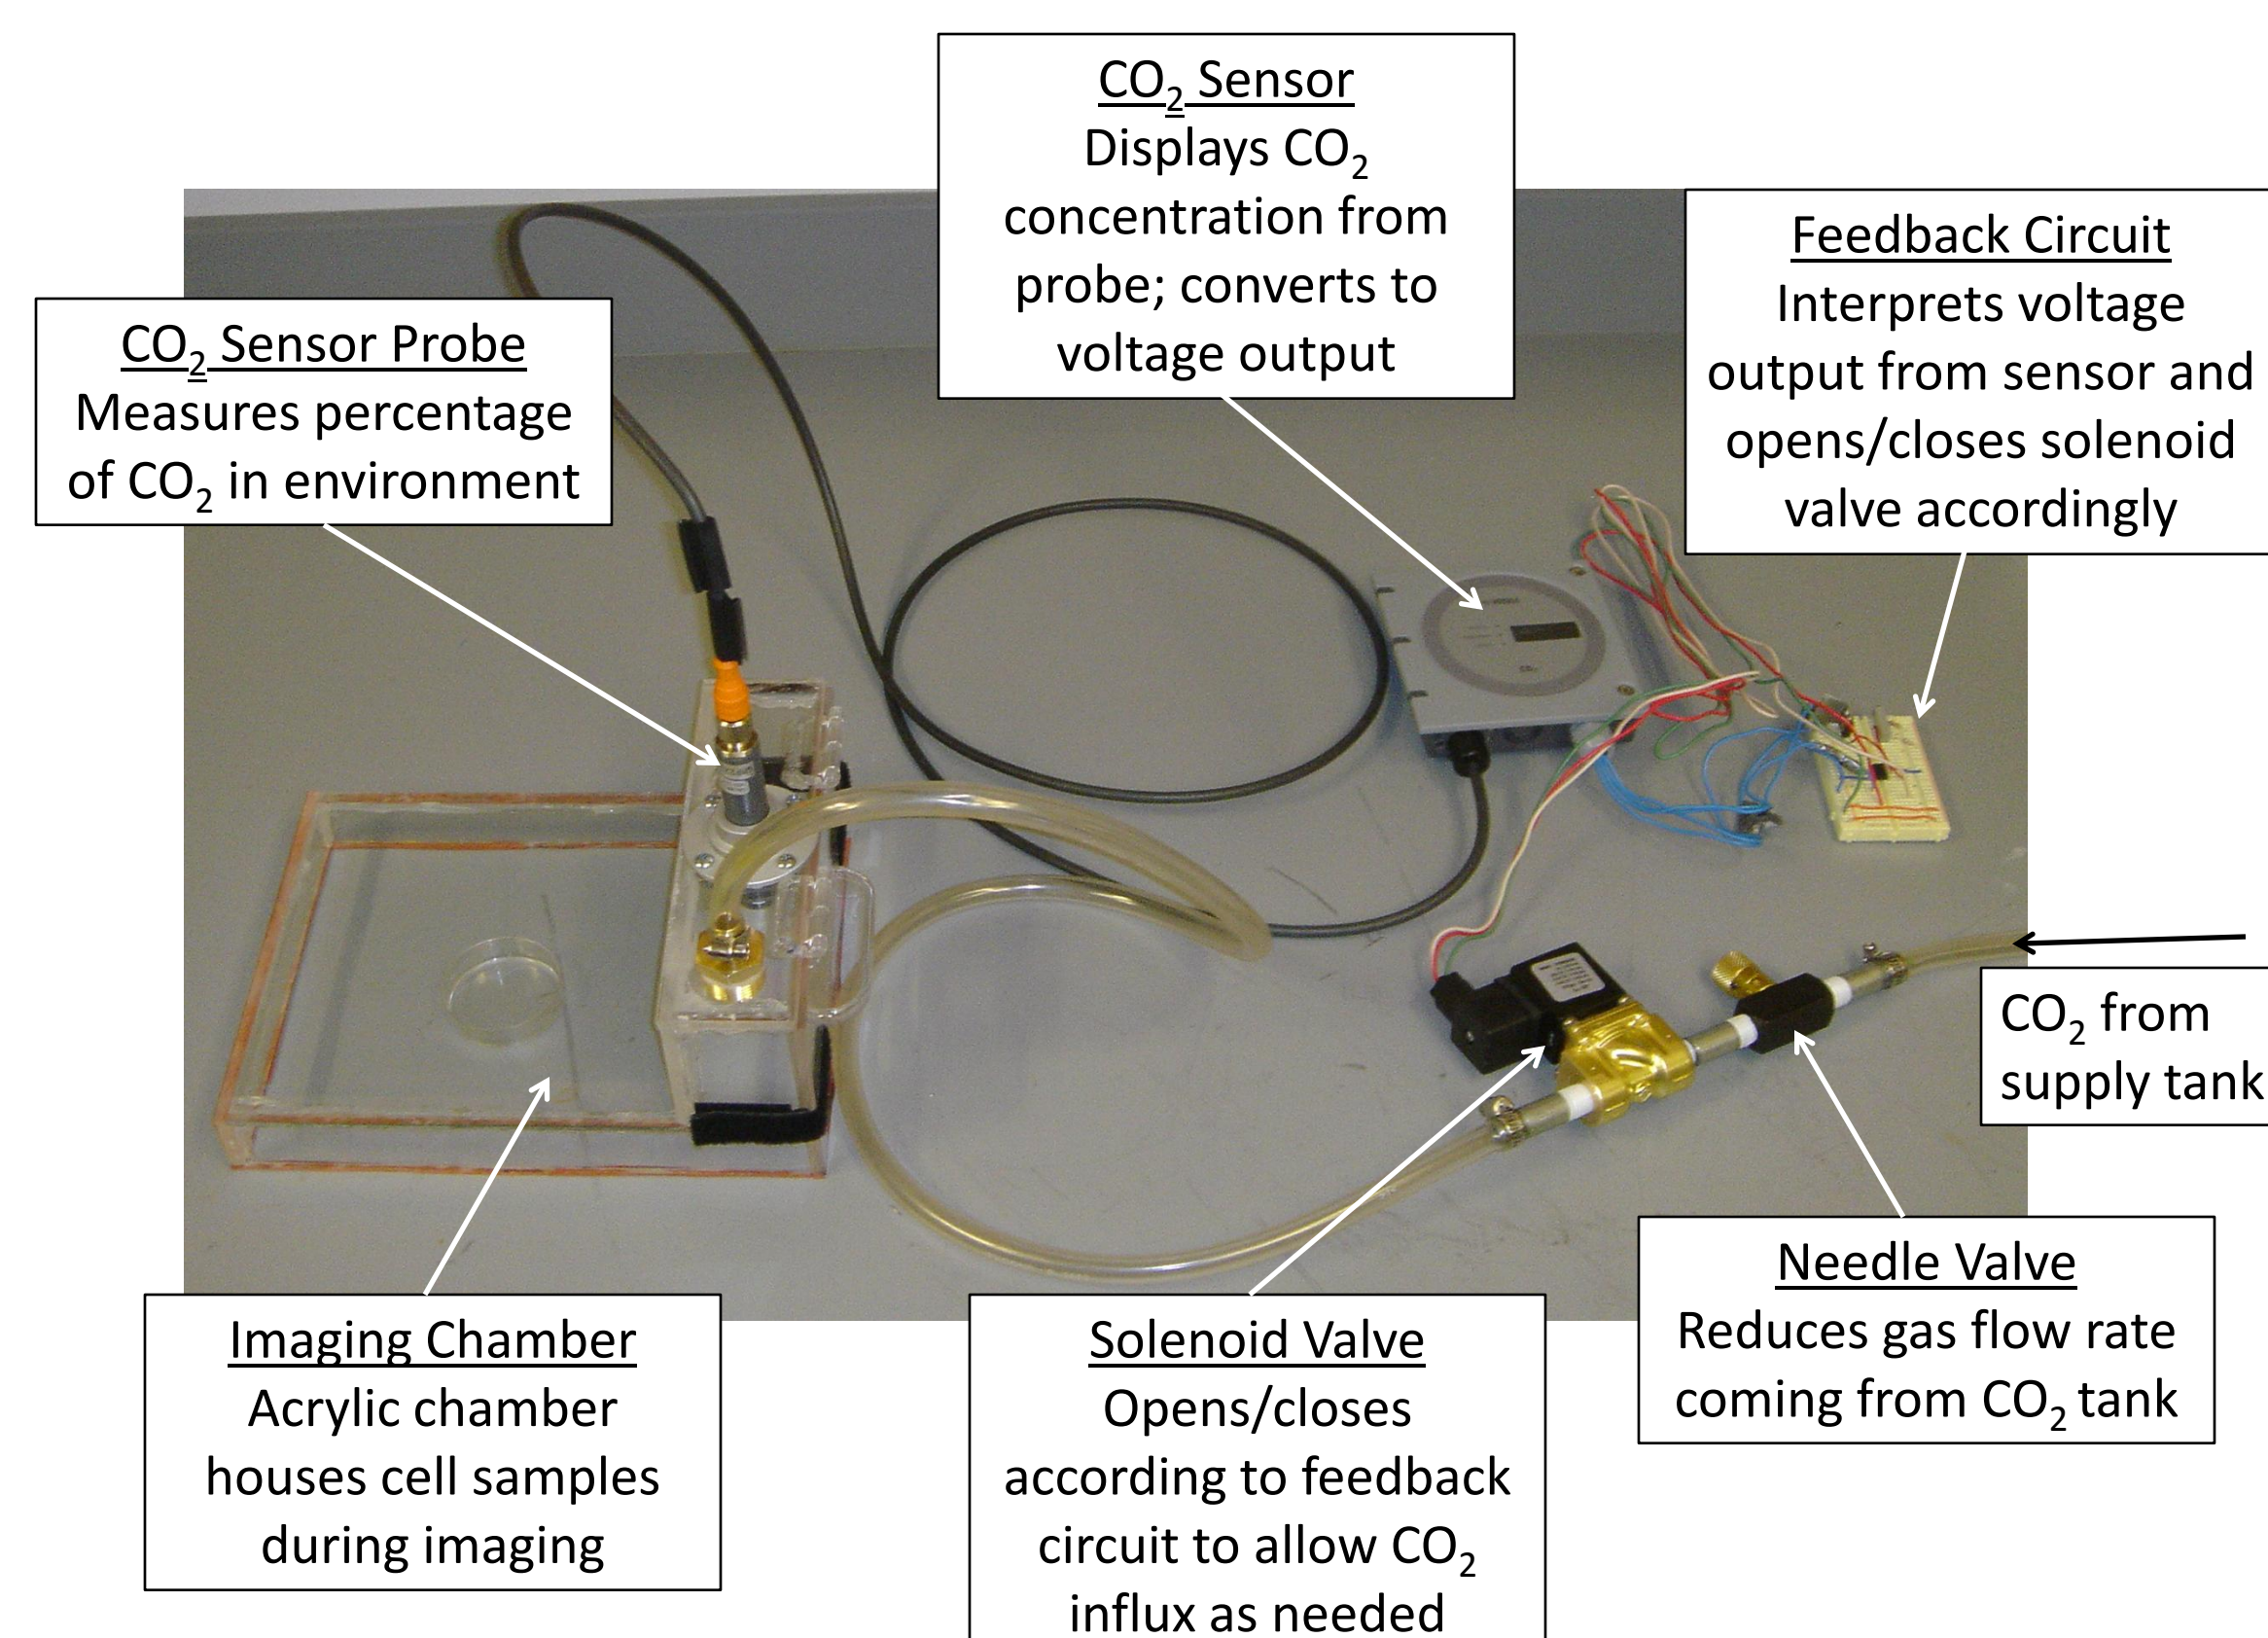 CO₂ Sensor
Displays CO₂
concentration from
probe; converts to
voltage output
Feedback Circuit
Interprets voltage
output from sensor and
opens/closes solenoid
valve accordingly
CO₂ Sensor Probe
Measures percentage
of CO₂ in environment
CO₂ from
supply tank
Needle Valve
Reduces gas flow rate
coming from CO₂ tank
Imaging Chamber
Acrylic chamber
houses cell samples
during imaging
Solenoid Valve
Opens/closes
according to feedback
circuit to allow CO₂
influx as needed